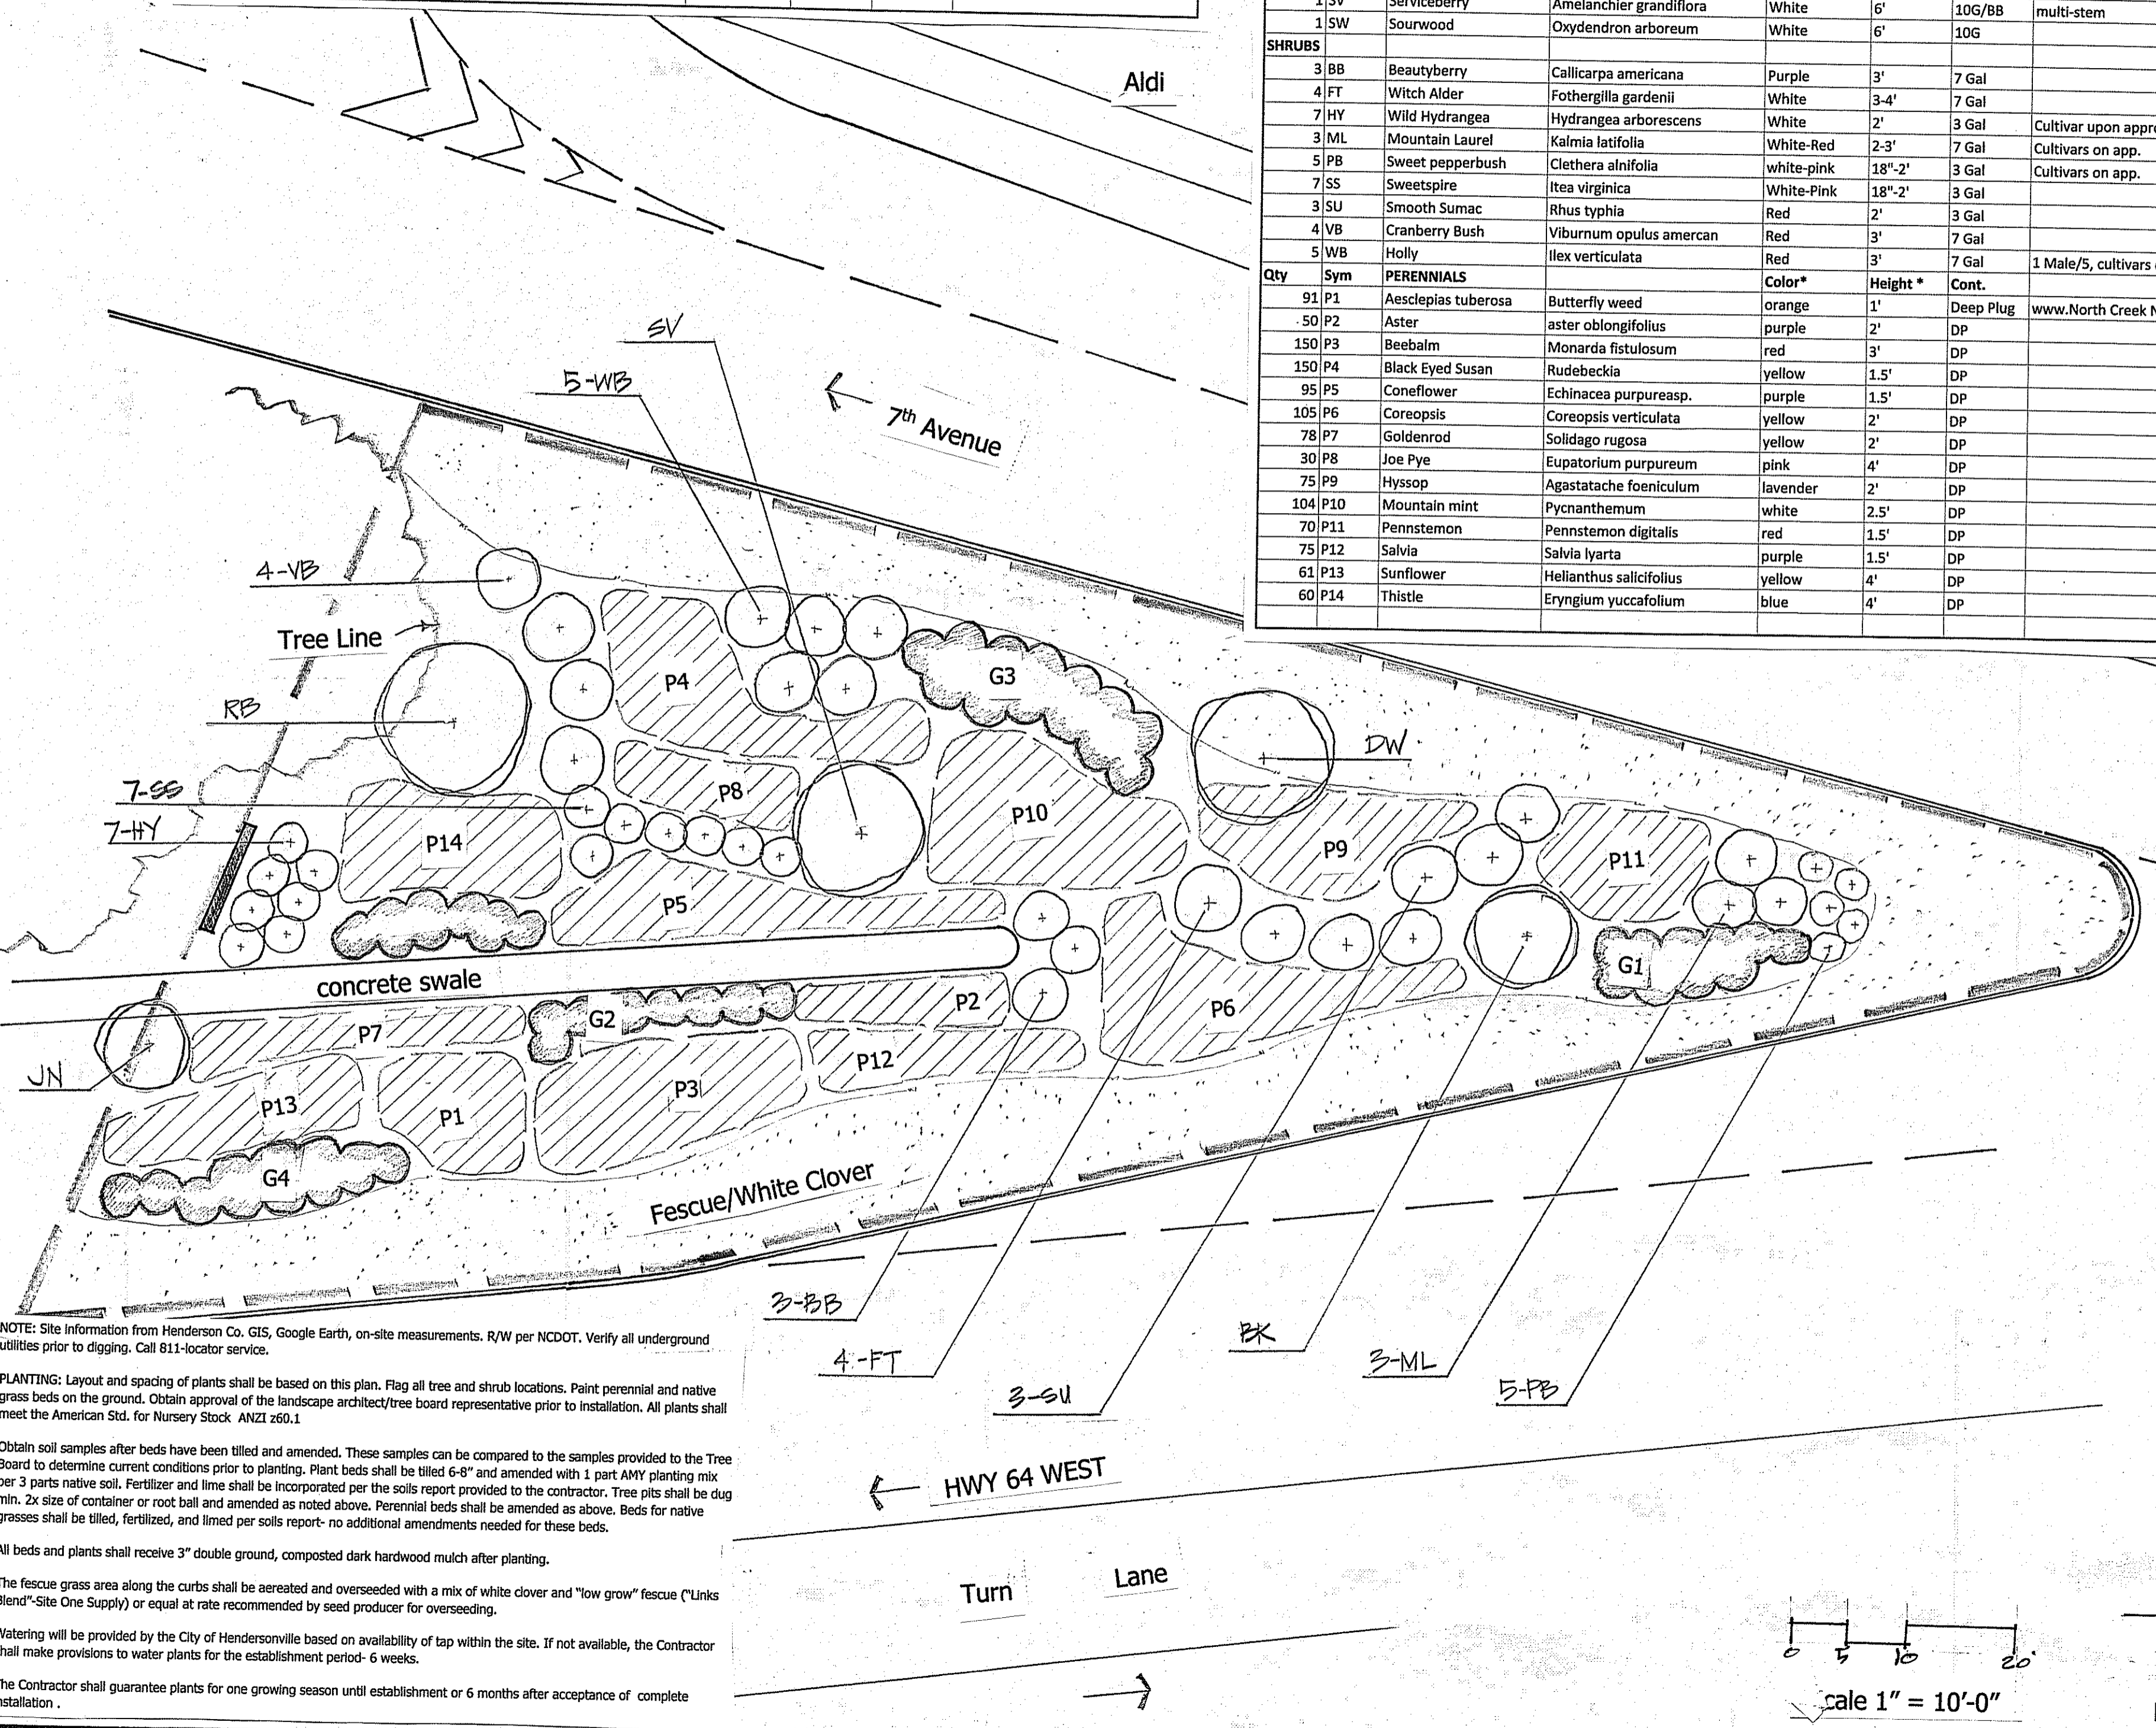 1 SV Serviceberry Amelanchier grandiflora White 6' 10G/BB multi-stem
1 SW Sourwood Oxydendron arboreum White 6' 10G
SHRUBS
3 BB Beautyberry Callicarpa americana Purple 3' 7 Gal
4 FT Witch Alder Fothergilla gardenii White 3-4' 7 Gal
7 HY Wild Hydrangea Hydrangea arborescens White 2' 3 Gal Cultivar upon appr
3 ML Mountain Laurel Kalmia latifolia White-Red 2-3' 7 Gal Cultivars on app.
5 PB Sweet pepperbush Clethera alnifolia white-pink 18"-2' 3 Gal Cultivars on app.
7 SS Sweetspire Itea virginica White-Pink 18"-2' 3 Gal
3 SU Smooth Sumac Rhus typhia Red 2' 3 Gal
4 VB Cranberry Bush Viburnum opulus amercan Red 3' 7 Gal
5 WB Holly Ilex verticulata Red 3' 7 Gal 1 Male/5, cultivars
Qty Sym PERENNIALS Color* Height * Cont.
91 P1 Aesclepias tuberosa Butterfly weed orange 1' Deep Plug www.North Creek N
50 P2 Aster aster oblongifolius purple 2' DP
150 P3 Beebalm Monarda fistulosum red 3' DP
150 P4 Black Eyed Susan Rudebeckia yellow 1.5' DP
95 P5 Coneflower Echinacea purpureasp. purple 1.5' DP
105 P6 Coreopsis Coreopsis verticulata yellow 2' DP
78 P7 Goldenrod Solidago rugosa yellow 2' DP
30 P8 Joe Pye Eupatorium purpureum pink 4' DP
75 P9 Hyssop Agastatache foeniculum lavender 2' DP
104 P10 Mountain mint Pycnanthemum white 2.5' DP
70 P11 Pennstemon Pennstemon digitalis red 1.5' DP
75 P12 Salvia Salvia lyarta purple 1.5' DP
61 P13 Sunflower Helianthus salicifolius yellow 4' DP
60 P14 Thistle Eryngium yuccafolium blue 4' DP
Aldi
SV
5-WB
7th Avenue
4-VB
Tree Line
P4
G3
RB
DW
7-SS
P8
7-HY
P14
P10
P9
P11
P5
concrete swale
G1
P7
G2
P2
P6
JN
P12
P13
P1
P3
G4
Fescue/White Clover
3-BB
4-FT
3-SU
BK
3-ML
5-PB
HWY 64 WEST
Turn Lane
NOTE: Site information from Henderson Co. GIS, Google Earth, on-site measurements. R/W per NCDOT. Verify all underground
utilities prior to digging. Call 811-locator service.
PLANTING: Layout and spacing of plants shall be based on this plan. Flag all tree and shrub locations. Paint perennial and native
grass beds on the ground. Obtain approval of the landscape architect/tree board representative prior to installation. All plants shall
meet the American Std. for Nursery Stock ANZI z60.1
Obtain soil samples after beds have been tilled and amended. These samples can be compared to the samples provided to the Tree
Board to determine current conditions prior to planting. Plant beds shall be tilled 6-8" and amended with 1 part AMY planting mix
per 3 parts native soil. Fertilizer and lime shall be incorporated per the soils report provided to the contractor. Tree pits shall be dug
min. 2x size of container or root ball and amended as noted above. Perennial beds shall be amended as above. Beds for native
grasses shall be tilled, fertilized, and limed per soils report- no additional amendments needed for these beds.
All beds and plants shall receive 3" double ground, composted dark hardwood mulch after planting.
The fescue grass area along the curbs shall be aereated and overseeded with a mix of white clover and "low grow" fescue ("Links
Blend"-Site One Supply) or equal at rate recommended by seed producer for overseeding.
Watering will be provided by the City of Hendersonville based on availability of tap within the site. If not available, the Contractor
shall make provisions to water plants for the establishment period- 6 weeks.
The Contractor shall guarantee plants for one growing season until establishment or 6 months after acceptance of complete
nstallation .
0 5 10 20'
cale 1" = 10'-0"